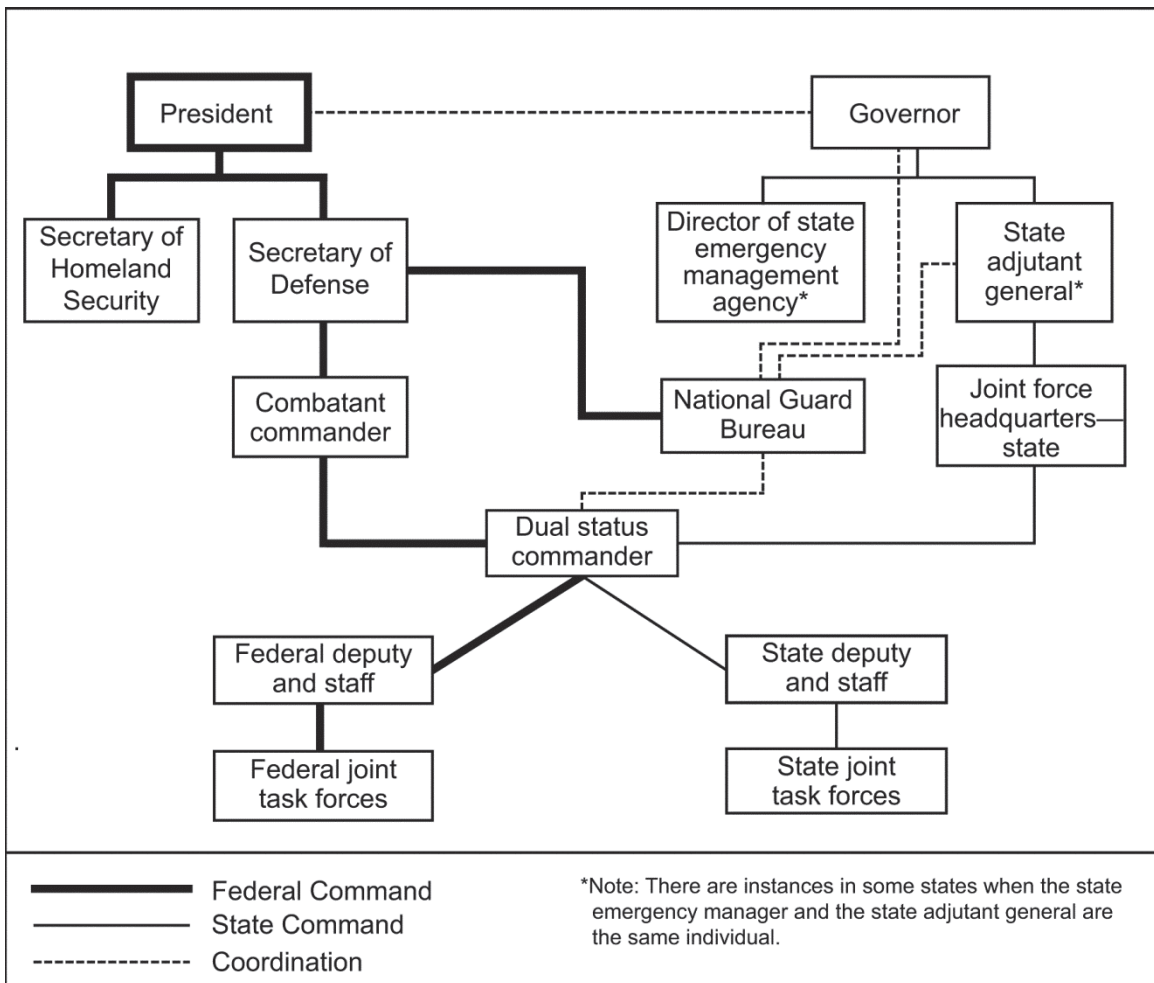 President
Governor
Secretary of
Homeland
Security
Secretary of
Defense
Director of state
emergency
management
agency*
State
adjutant
general*
Combatant
commander
National Guard
Bureau
Joint force
headquarters—
state
Dual status
commander
Federal deputy
and staff
State deputy
and staff
Federal joint
task forces
State joint
task forces
.
Federal Command
State Command
Coordination
*Note: There are instances in some states when the state
emergency manager and the state adjutant general are
the same individual.